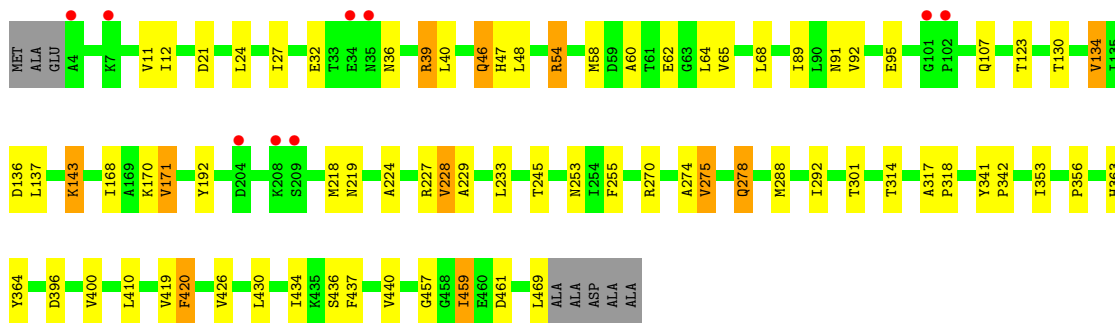 MET ALA GLU A4 K7 V11 I12 D21 L24 I27 E32 T33 E34 N35 N36 R39 L40 Q46 H47 L48 R54 M58 D59 A60 T61 E62 G63 L64 V65 L68 I89 L90 N91 V92 E95 G101 P102 Q107 T123 T130 V134 I135
D136 L137 K143 I168 A169 K170 V171 Y192 D204 K208 S209 M218 N219 A224 R227 V228 A229 L233 T245 N253 I254 F255 R270 A274 V275 Q278 M288 I292 T301 T314 A317 P318 Y341 P342 I353 P356 H363
Y364 D396 V400 L410 V419 F420 V426 L430 I434 K435 S436 F437 V440 G457 G458 I459 E460 D461 L469 ALA ALA ASP ALA ALA